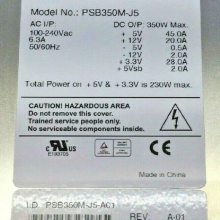 Model No.: PSB350M-J5
AC I/P: DC O/P: 350W Max.
100-240Vac + 5V 45.0A
6.3A + 12V 20.0A
50/60Hz - 5V 0.5A
- 12V 2.0A
+ 3.3V 28.0A
+ 5Vsb 2.0A
Total Power on + 5V & + 3.3V is 230W max.
CAUTION! HAZARDOUS AREA
Do not remove this cover.
Trained service people only.
No serviceable components inside.
US
E193705
CE
Made in China
I.D. PSB350M-J5-AC1
REV: A-01